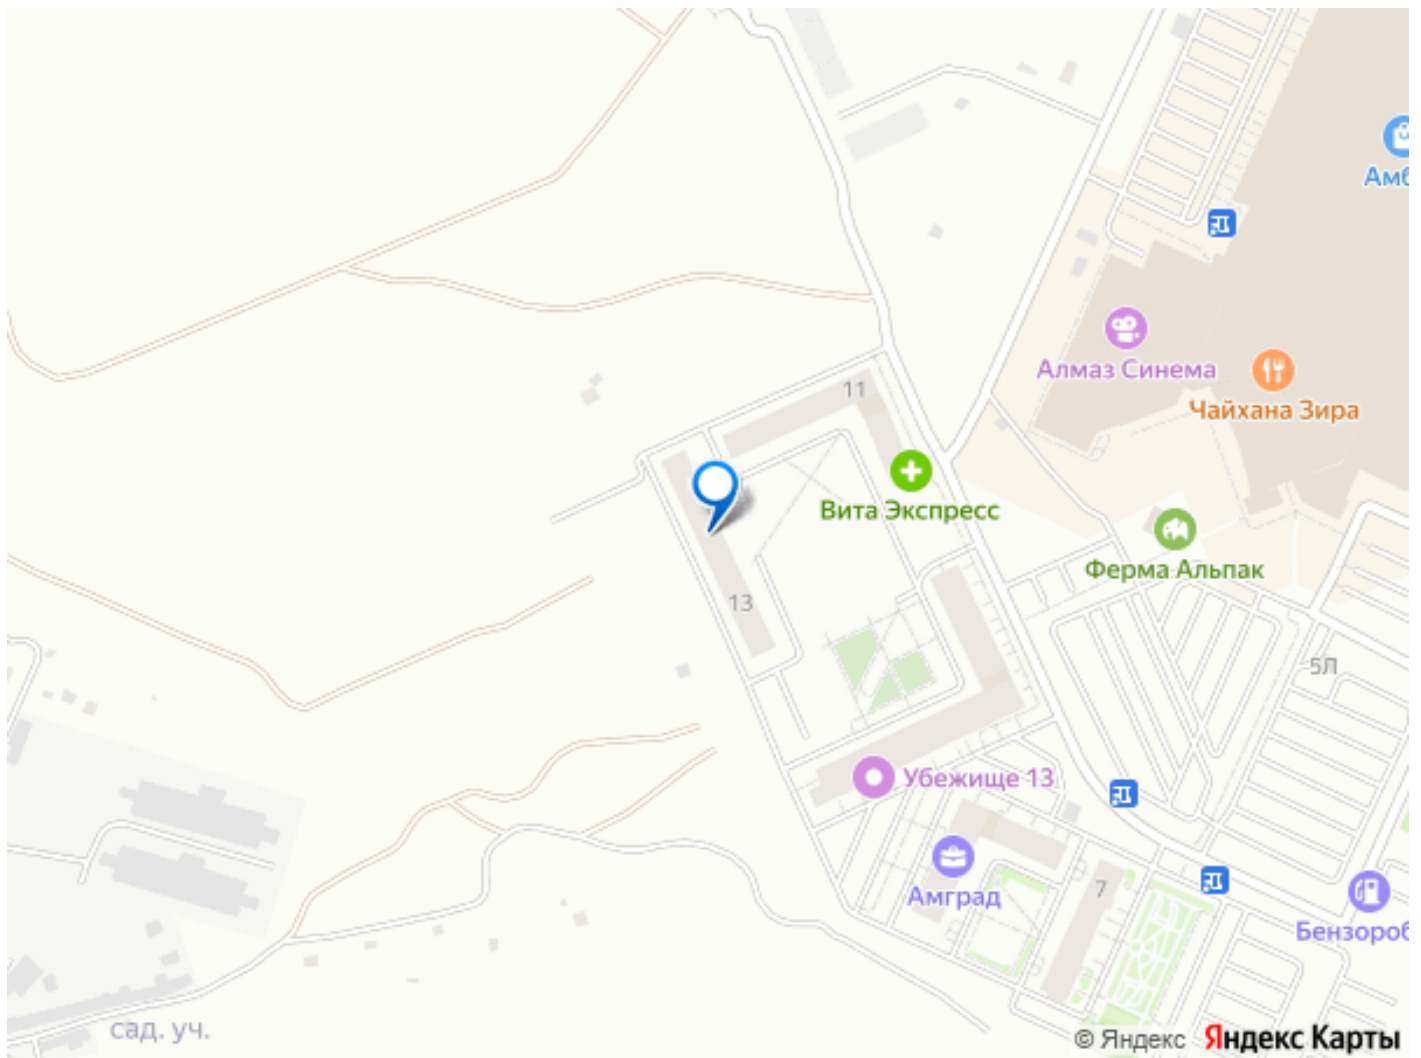 Амб
Алмаз Синема
Чайхана Зира
11
Вита Экспресс
Ферма Альпак
13
5Л
Убежище 13
Амград
7
Бензороб
сад. уч.
© Яндекс Яндекс Карты